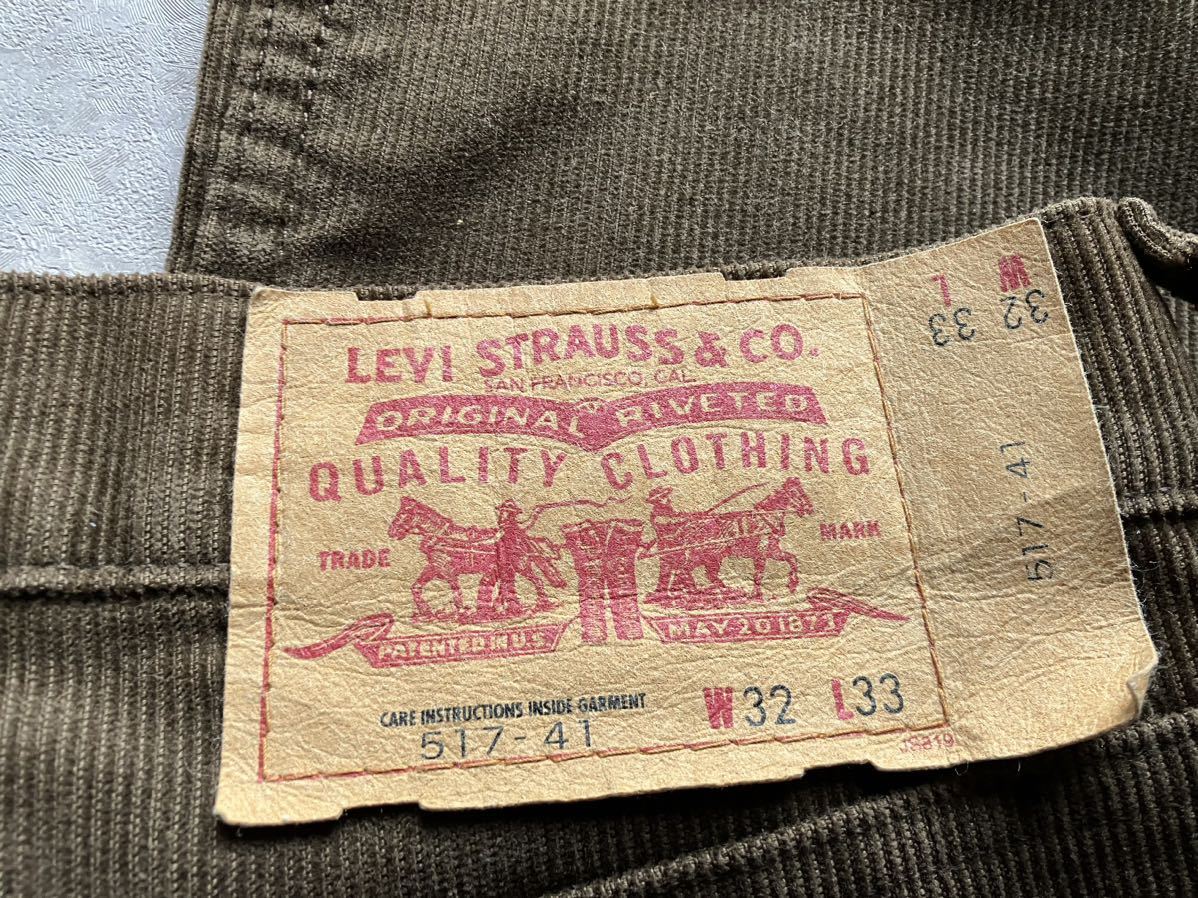 LEVI STRAUSS & CO.
SAN FRANCISCO, CAL.
ORIGINAL RIVETED
QUALITY CLOTHING
TRADE MARK
PATENTED IN U.S. MAY 20 1873
CARE INSTRUCTIONS INSIDE GARMENT
517-41
W32 L33
W L
32 33
517-41